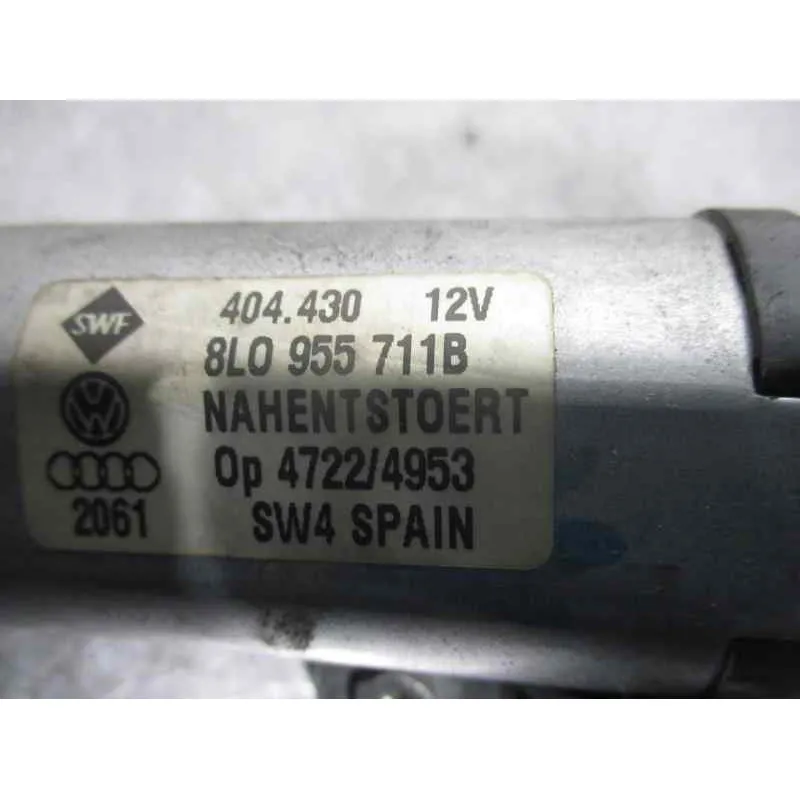 SWF 404.430 12V
8L0 955 711B
NAHENTSTOERT
Op 4722/4953
2061 SW4 SPAIN